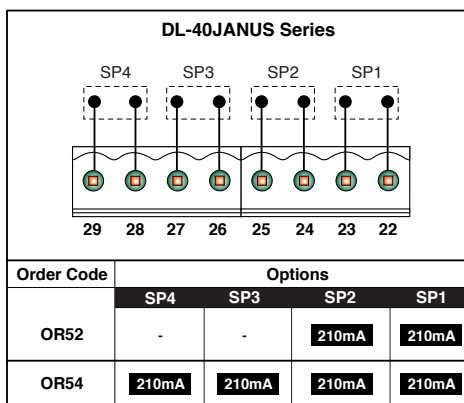 DL-40JANUS Series
SP4 SP3 SP2 SP1
29 28 27 26 25 24 23 22
Order Code Options
SP4 SP3 SP2 SP1
OR52 - - 210mA 210mA
OR54 210mA 210mA 210mA 210mA